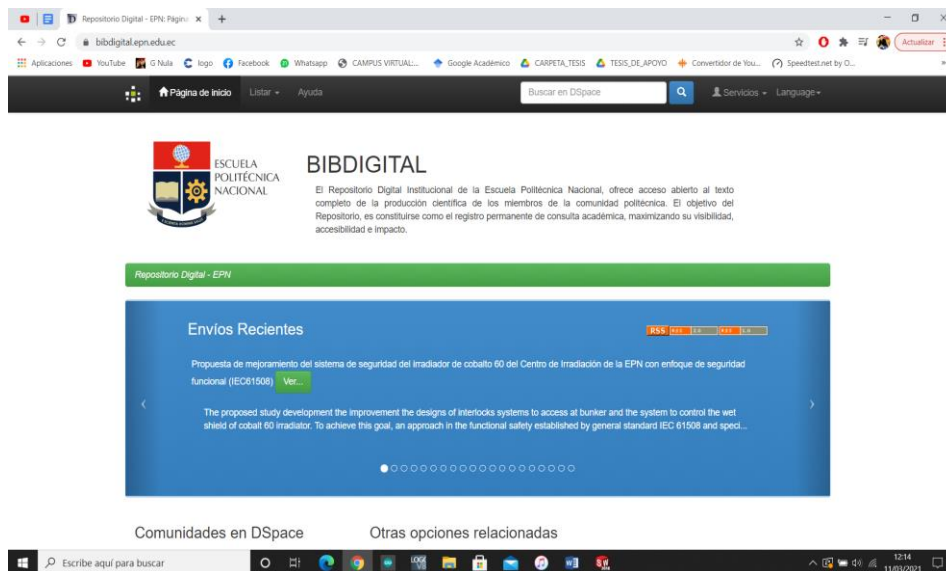 Repositorio Digital - EPN: Página
bibdigital.epn.edu.ec
Actualizar
Aplicaciones YouTube G Nula logo Facebook Whatsapp CAMPUS VIRTUAL:... Google Académico CARPETA_TESIS TESIS_DE_APOYO Convertidor de You... Speedtest.net by O...
Página de inicio Listar Ayuda Buscar en DSpace Servicios Language
ESCUELA
POLITÉCNICA
NACIONAL
BIBDIGITAL
El Repositorio Digital Institucional de la Escuela Politécnica Nacional, ofrece acceso abierto al texto
completo de la producción científica de los miembros de la comunidad politécnica. El objetivo del
Repositorio, es constituirse como el registro permanente de consulta académica, maximizando su visibilidad,
accesibilidad e impacto.
Repositorio Digital - EPN
Envíos Recientes
RSS
Propuesta de mejoramiento del sistema de seguridad del irradiador de cobalto 60 del Centro de Irradiación de la EPN con enfoque de seguridad
funcional (IEC61508) Ver...
The proposed study development the improvement the designs of interlocks systems to access at bunker and the system to control the wet
shield of cobalt 60 irradiator. To achieve this goal, an approach in the functional safety established by general standard IEC 61508 and speci...
Comunidades en DSpace Otras opciones relacionadas
Escribe aquí para buscar
12:14
11/03/2021